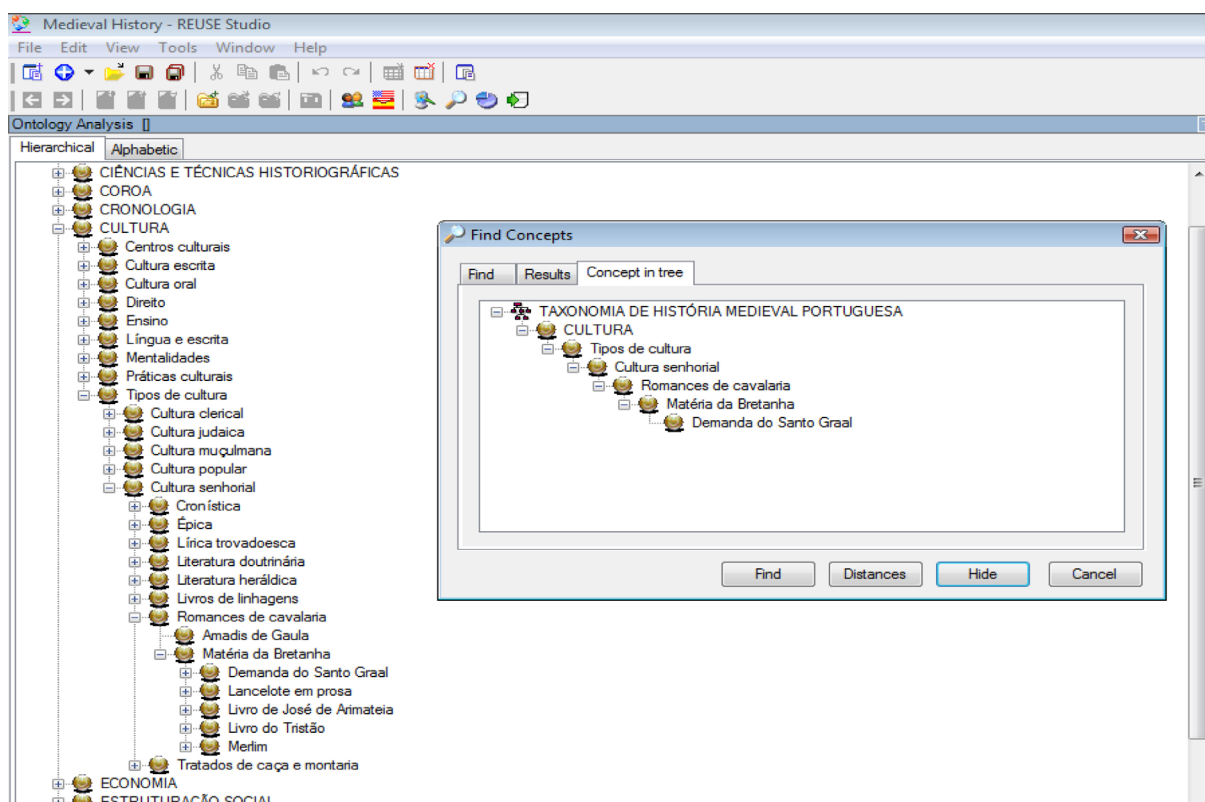 Medieval History - REUSE Studio
File Edit View Tools Window Help
Ontology Analysis []
Hierarchical Alphabetic
CIÊNCIAS E TÉCNICAS HISTORIOGRÁFICAS
COROA
CRONOLOGIA
CULTURA
Centros culturais
Cultura escrita
Cultura oral
Direito
Ensino
Língua e escrita
Mentalidades
Práticas culturais
Tipos de cultura
Cultura clerical
Cultura judaica
Cultura muçulmana
Cultura popular
Cultura senhorial
Cronística
Épica
Lírica trovadoesca
Literatura doutrinária
Literatura heráldica
Livros de linhagens
Romances de cavalaria
Amadis de Gaula
Matéria da Bretanha
Demanda do Santo Graal
Lancelote em prosa
Livro de José de Arimateia
Livro do Tristão
Merlim
Tratados de caça e montaria
ECONOMIA
ESTRUTURAÇÃO SOCIAL
Find Concepts
Find Results Concept in tree
TAXONOMIA DE HISTÓRIA MEDIEVAL PORTUGUESA
CULTURA
Tipos de cultura
Cultura senhorial
Romances de cavalaria
Matéria da Bretanha
Demanda do Santo Graal
Find Distances Hide Cancel